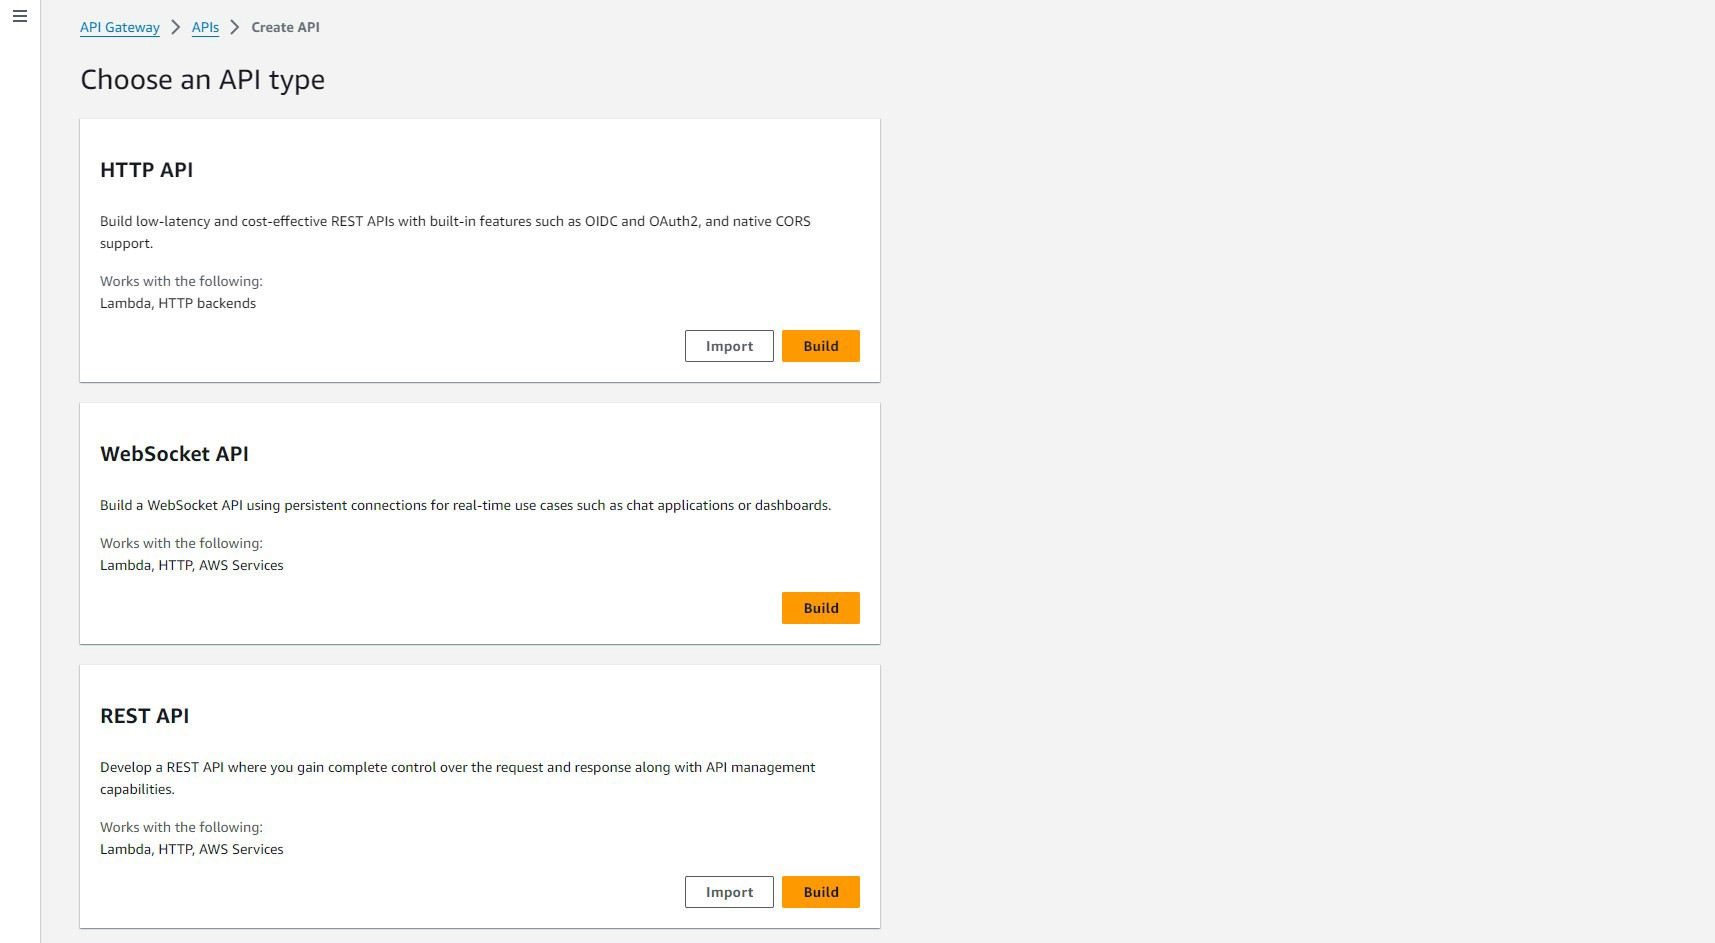 API Gateway > APIs > Create API
Choose an API type
HTTP API
Build low-latency and cost-effective REST APIs with built-in features such as OIDC and OAuth2, and native CORS
support.
Works with the following:
Lambda, HTTP backends
Import Build
WebSocket API
Build a WebSocket API using persistent connections for real-time use cases such as chat applications or dashboards.
Works with the following:
Lambda, HTTP, AWS Services
Build
REST API
Develop a REST API where you gain complete control over the request and response along with API management
capabilities.
Works with the following:
Lambda, HTTP, AWS Services
Import Build